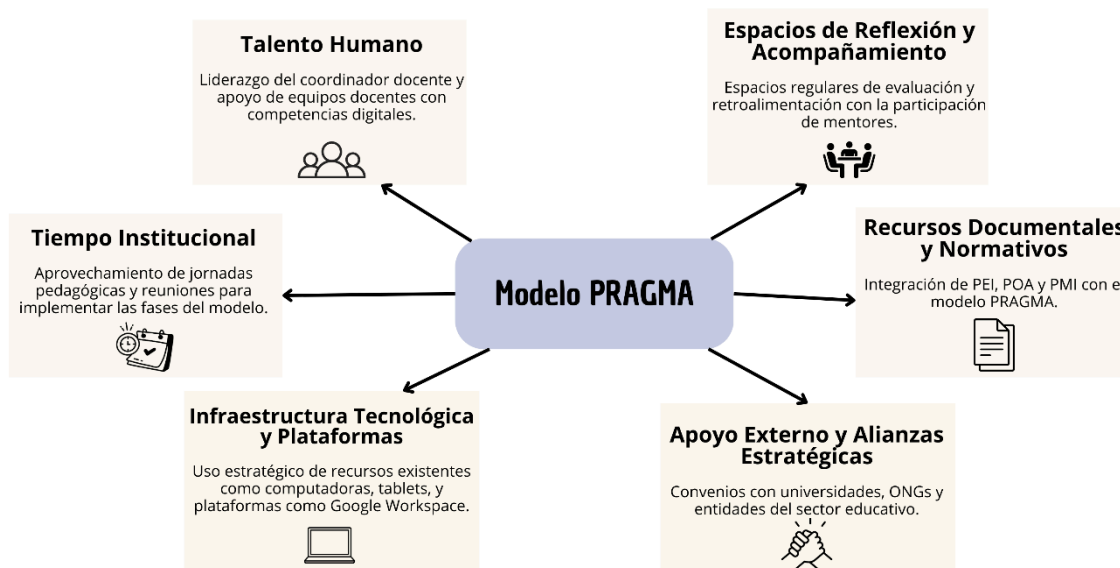 Talento Humano
Liderazgo del coordinador docente y
apoyo de equipos docentes con
competencias digitales.
Espacios de Reflexión y
Acompañamiento
Espacios regulares de evaluación y
retroalimentación con la participación
de mentores.
Tiempo Institucional
Aprovechamiento de jornadas
pedagógicas y reuniones para
implementar las fases del modelo.
Modelo PRAGMA
Recursos Documentales
y Normativos
Integración de PEI, POA y PMI con e
modelo PRAGMA.
Infraestructura Tecnológica
y Plataformas
Uso estratégico de recursos existentes
como computadoras, tablets, y
plataformas como Google Workspace.
Apoyo Externo y Alianzas
Estratégicas
Convenios con universidades, ONGs y
entidades del sector educativo.